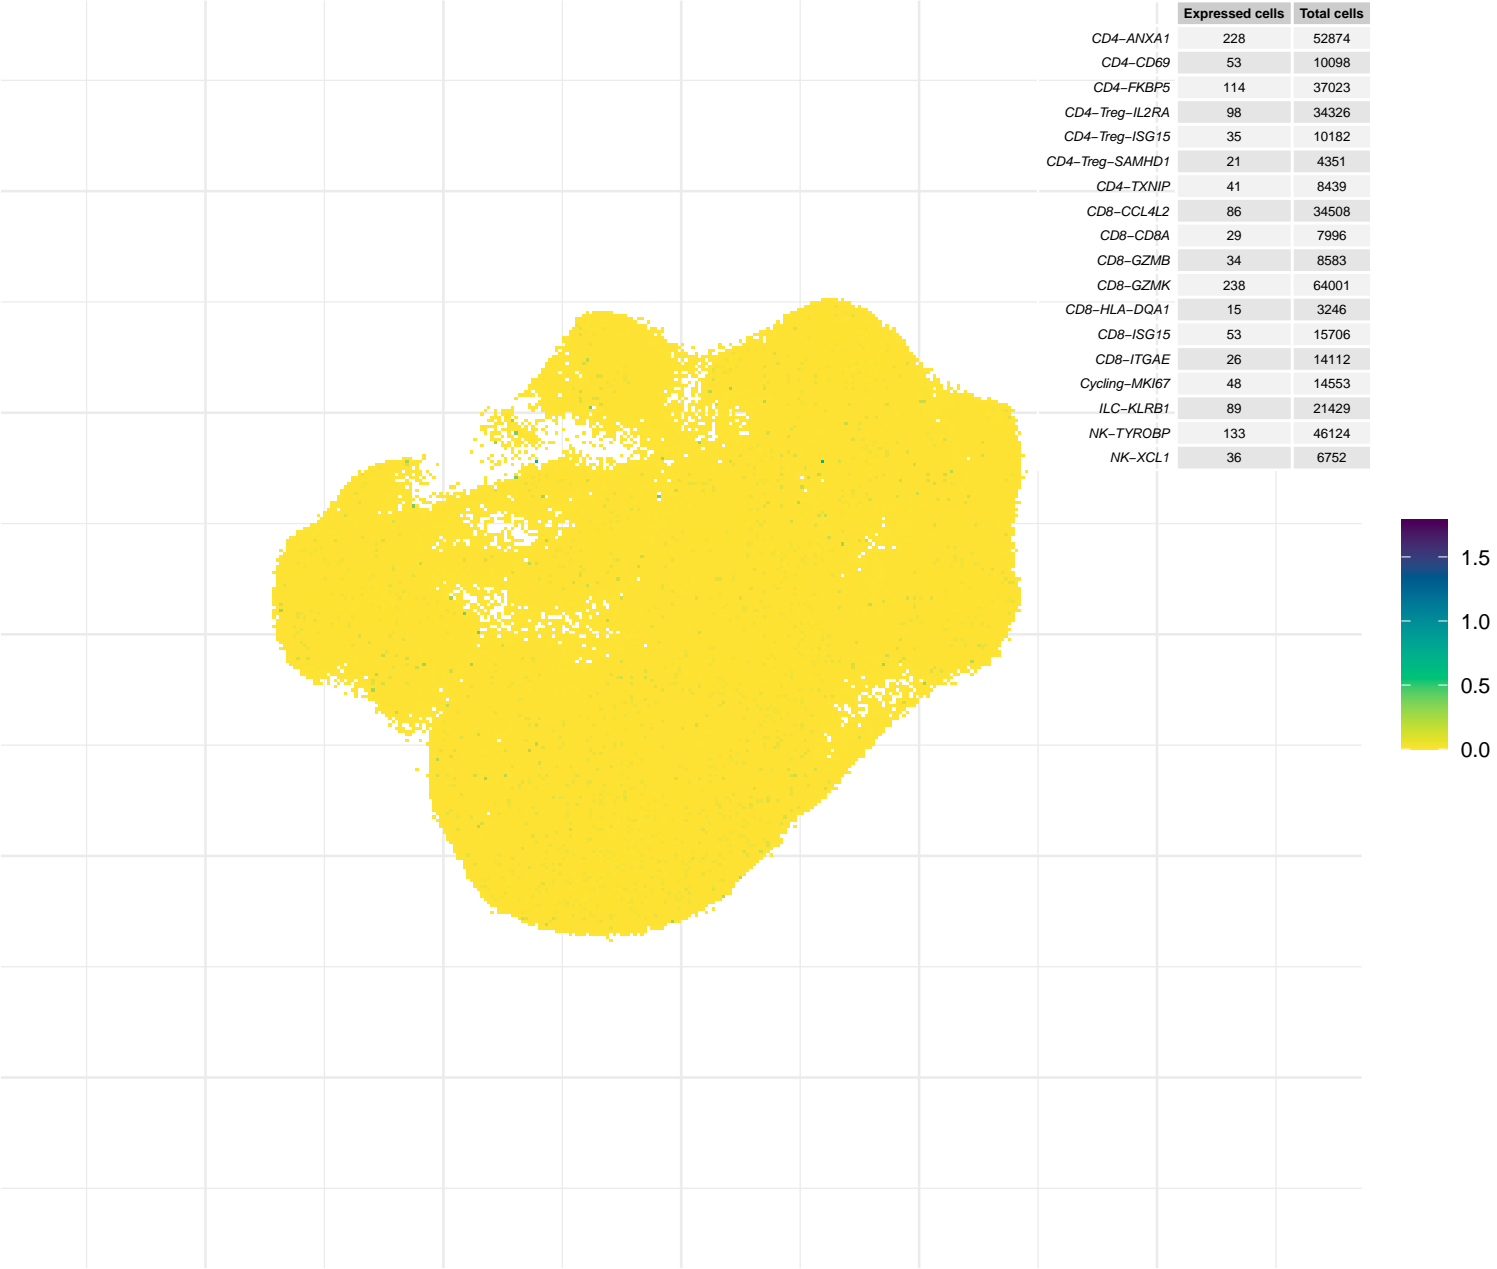 Expressed cells Total cells
CD4−ANXA1 228 52874
CD4−CD69 53 10098
CD4−FKBP5 114 37023
CD4−Treg−IL2RA 98 34326
CD4−Treg−ISG15 35 10182
CD4−Treg−SAMHD1 21 4351
CD4−TXNIP 41 8439
CD8−CCL4L2 86 34508
CD8−CD8A 29 7996
CD8−GZMB 34 8583
CD8−GZMK 238 64001
CD8−HLA−DQA1 15 3246
CD8−ISG15 53 15706
CD8−ITGAE 26 14112
Cycling−MKI67 48 14553
ILC−KLRB1 89 21429
NK−TYROBP 133 46124
NK−XCL1 36 6752
1.5
1.0
0.5
0.0